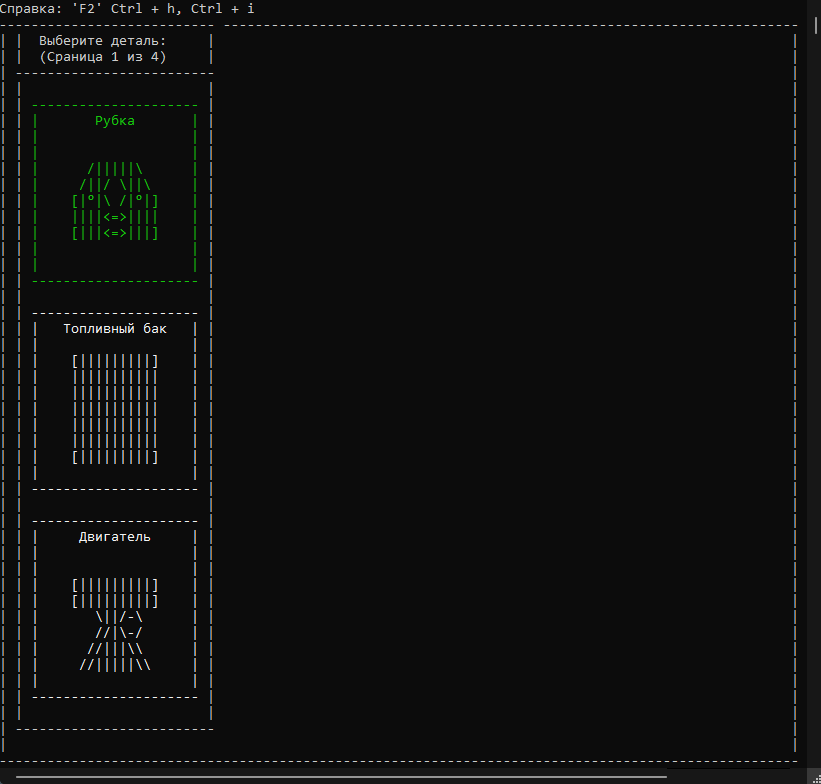 Справка: 'F2' Ctrl + h, Ctrl + i
Выберите деталь:
(Сраница 1 из 4)
Рубка
Топливный бак
Двигатель